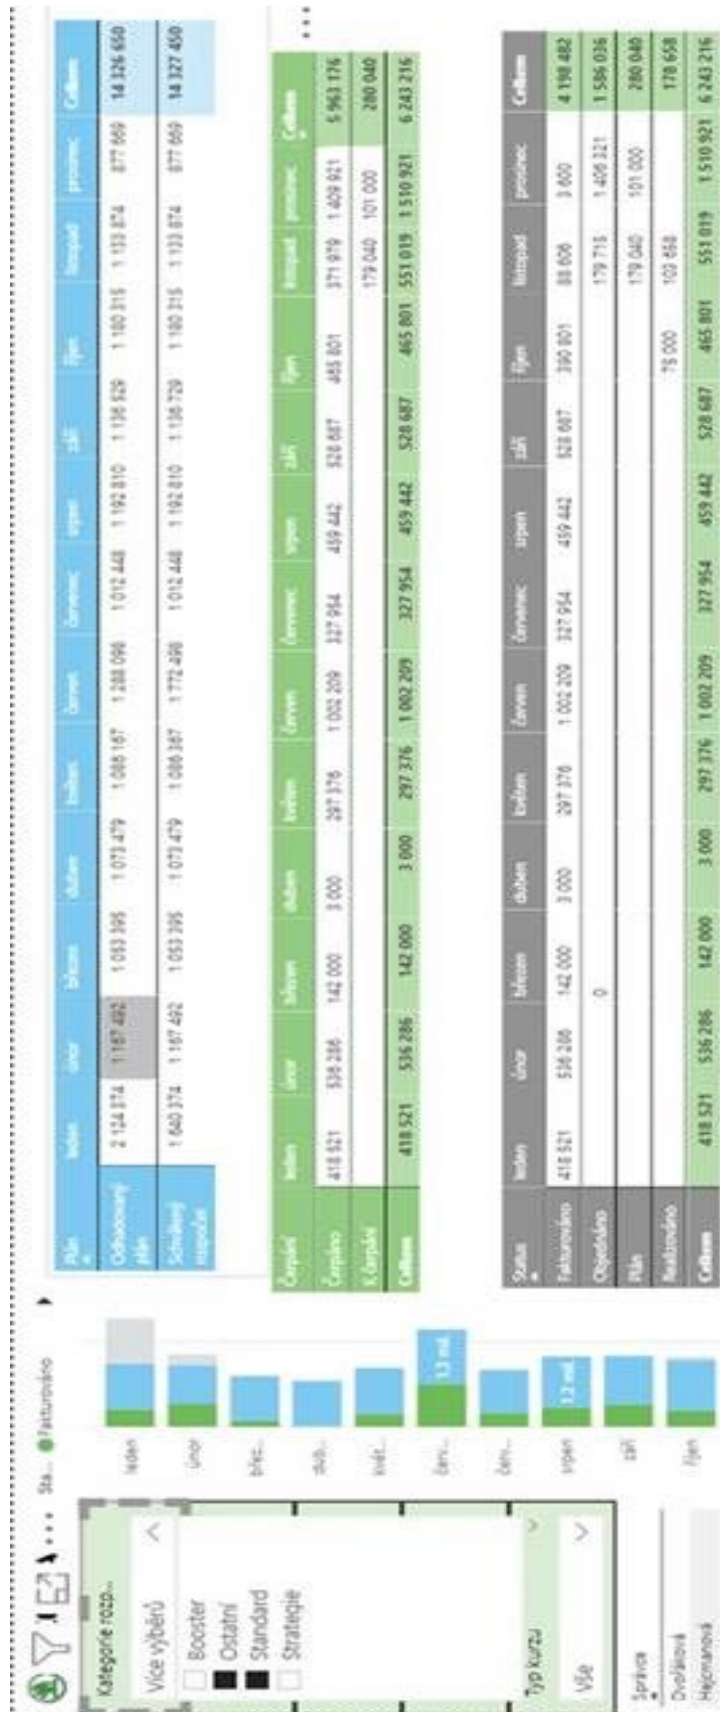 Sta... Fakturováno
Kategorie rozp...
Více výběrů
Booster
Ostatní
Standard
Strategie
Typ kurzu
Vše
Správce
Dvořáková
Hejcmanová
leden
únor
břez...
dub...
květ...
červ... 1.3 mil.
červ...
srpen 1.2 mil.
září
říjen
Plán leden únor březen duben květen červen červenec srpen září říjen listopad prosinec Celkem
Odbudovaný plán 2 124 374 1 167 492 1 053 395 1 073 479 1 086 167 1 288 098 1 012 448 1 192 810 1 136 529 1 180 315 1 133 874 877 669 14 326 650
Schválený rozpočet 1 640 374 1 167 492 1 053 395 1 073 479 1 086 367 1 772 498 1 012 448 1 192 810 1 136 729 1 180 315 1 133 874 877 669 14 327 450
Čerpání leden únor březen duben květen červen červenec srpen září říjen listopad prosinec Celkem
Čerpáno 418 521 536 286 142 000 3 000 297 376 1 002 209 327 954 459 442 528 687 465 801 371 979 1 409 921 5 963 176
K čerpání 179 040 101 000 280 040
Celkem 418 521 536 286 142 000 3 000 297 376 1 002 209 327 954 459 442 528 687 465 801 551 019 1 510 921 6 243 216
Status leden únor březen duben květen červen červenec srpen září říjen listopad prosinec Celkem
Fakturováno 418 521 536 286 142 000 3 000 297 376 1 002 209 327 954 459 442 528 687 390 801 88 606 3 600 4 198 482
Objednáno 0 179 715 1 406 321 1 586 036
Plán 179 040 101 000 280 040
Realizováno 75 000 103 658 178 658
Celkem 418 521 536 286 142 000 3 000 297 376 1 002 209 327 954 459 442 528 687 465 801 551 019 1 510 921 6 243 216